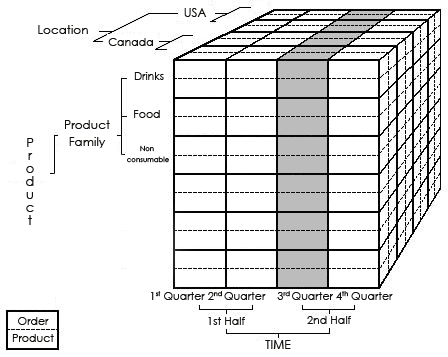 USA
Location
Canada
Drinks
Food
Product
Family
Non
consumable
Product
1st Quarter 2nd Quarter 3rd Quarter 4th Quarter
1st Half 2nd Half
TIME
Order
Product